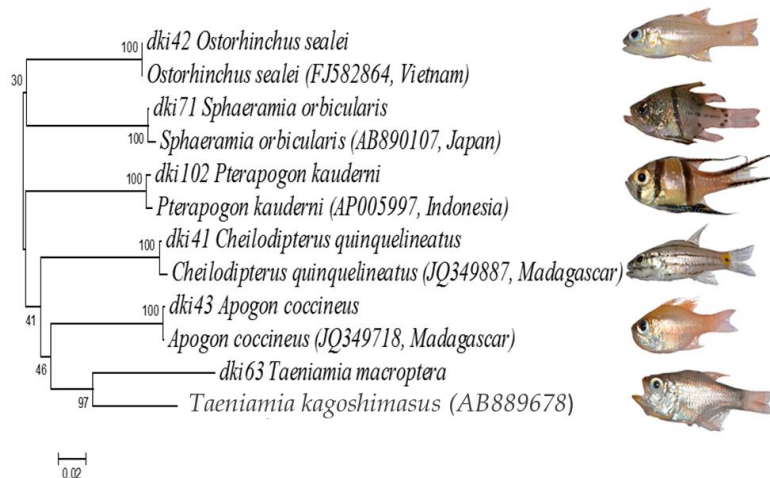 100 dki42 Ostorhinchus sealei
30
Ostorhinchus sealei (FJ582864, Vietnam)
dki71 Sphaeramia orbicularis
100 Sphaeramia orbicularis (AB890107, Japan)
100 dki102 Pterapogon kauderni
Pterapogon kauderni (AP005997, Indonesia)
100 dki41 Cheilodipterus quinquelineatus
Cheilodipterus quinquelineatus (JQ349887, Madagascar)
100 dki43 Apogon coccineus
41
Apogon coccineus (JQ349718, Madagascar)
46
dki63 Taeniamia macroptera
97 Taeniamia kagoshimasus (AB889678)
0.02